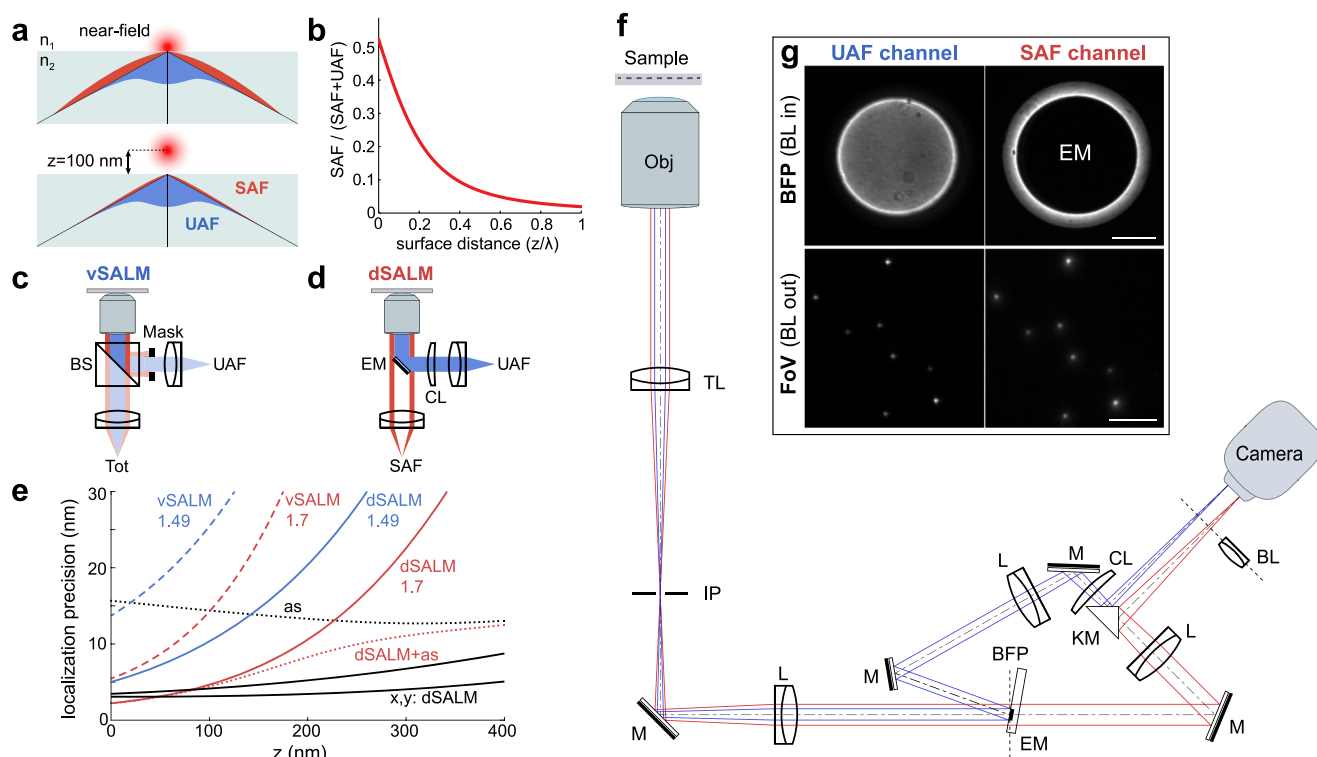 a
n1
n2
near-field
z=100 nm
SAF
UAF
b
SAF / (SAF+UAF)
0.5
0.4
0.3
0.2
0.1
0
0 0.2 0.4 0.6 0.8 1
surface distance (z/λ)
c
vSALM
BS
Mask
UAF
Tot
d
dSALM
EM
CL
UAF
SAF
e
localization precision (nm)
30
20
10
0
0 100 200 300 400
z (nm)
vSALM
1.49
vSALM
1.7
dSALM
1.49
dSALM
1.7
as
dSALM+as
x,y: dSALM
f
Sample
Obj
TL
IP
M
L
BFP
EM
M
L
M
CL
KM
L
M
BL
Camera
g
UAF channel
SAF channel
BFP (BL in)
EM
FoV (BL out)